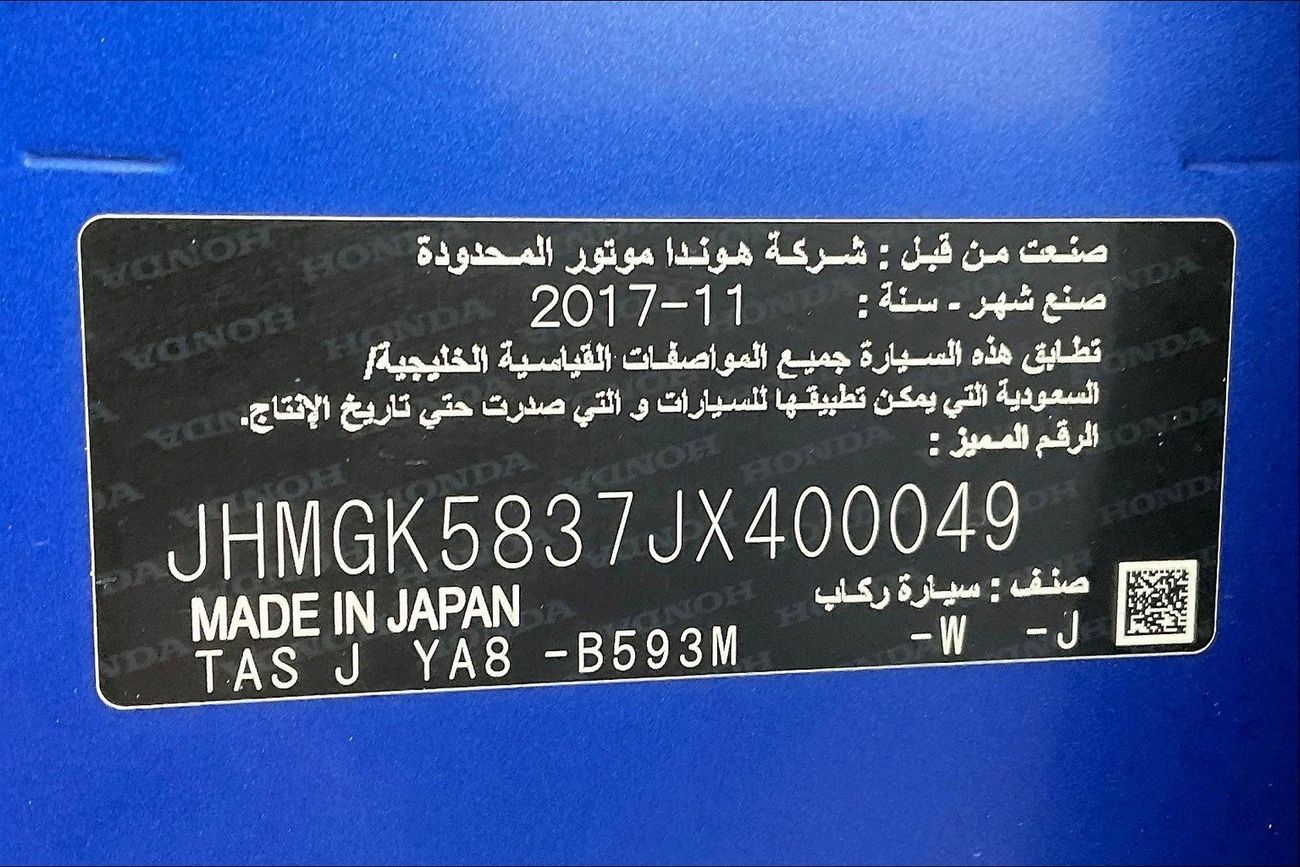 صنعت من قبل : شركة هوندا موتور المحدودة
صنع شهر - سنة : 2017-11
تطابق هذه السيارة جميع المواصفات القياسية الخليجية/
السعودية التي يمكن تطبيقها للسيارات و التي صدرت حتي تاريخ الإنتاج.
الرقم المميز :
JHMGK5837JX400049
صنف : سيارة ركاب
MADE IN JAPAN
TAS J YA8 -B593M -W -J